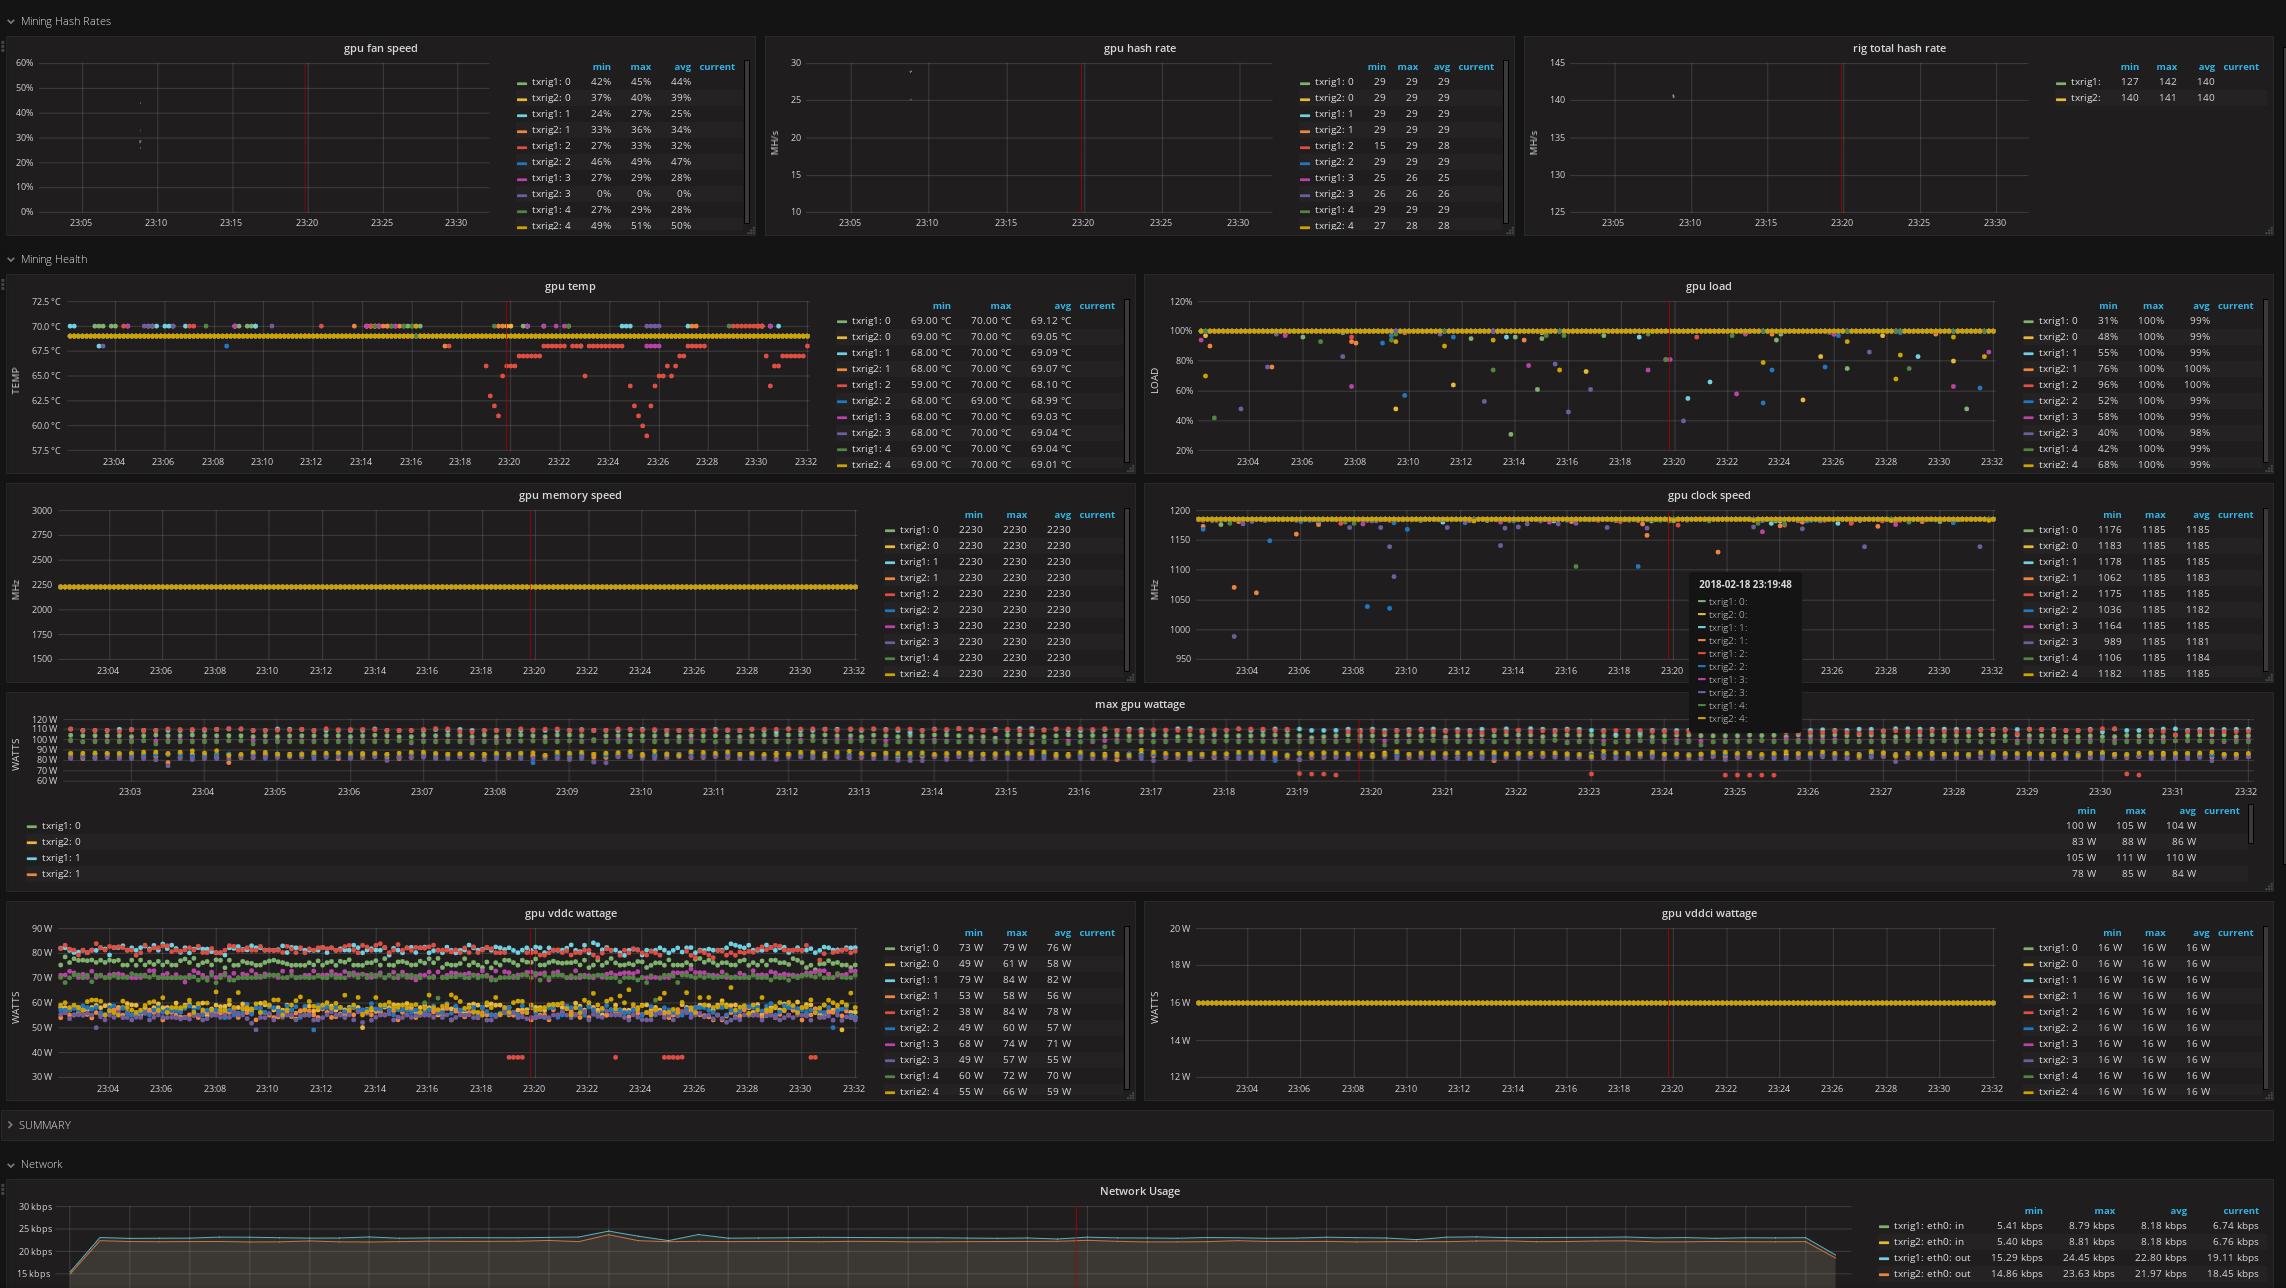 Mining Hash Rates
gpu fan speed
60%
50%
40%
30%
20%
10%
0%
23:05 23:10 23:15 23:20 23:25 23:30
min max avg current
txrig1: 0 42% 45% 44%
txrig2: 0 37% 40% 39%
txrig1: 1 24% 27% 25%
txrig2: 1 33% 36% 34%
txrig1: 2 27% 33% 32%
txrig2: 2 46% 49% 47%
txrig1: 3 27% 29% 28%
txrig2: 3 0% 0% 0%
txrig1: 4 27% 29% 28%
txrig2: 4 49% 51% 50%
gpu hash rate
MH/s
30
25
20
15
10
23:05 23:10 23:15 23:20 23:25 23:30
min max avg current
txrig1: 0 29 29 29
txrig2: 0 29 29 29
txrig1: 1 29 29 29
txrig2: 1 29 29 29
txrig1: 2 15 29 28
txrig2: 2 29 29 29
txrig1: 3 25 26 25
txrig2: 3 26 26 26
txrig1: 4 29 29 29
txrig2: 4 27 28 28
rig total hash rate
MH/s
145
140
135
130
125
23:05 23:10 23:15 23:20 23:25 23:30
min max avg current
txrig1: 127 142 140
txrig2: 140 141 140
Mining Health
gpu temp
TEMP
72.5 °C
70.0 °C
67.5 °C
65.0 °C
62.5 °C
60.0 °C
57.5 °C
23:04 23:06 23:08 23:10 23:12 23:14 23:16 23:18 23:20 23:22 23:24 23:26 23:28 23:30 23:32
min max avg current
txrig1: 0 69.00 °C 70.00 °C 69.12 °C
txrig2: 0 69.00 °C 70.00 °C 69.05 °C
txrig1: 1 68.00 °C 70.00 °C 69.09 °C
txrig2: 1 68.00 °C 70.00 °C 69.07 °C
txrig1: 2 59.00 °C 70.00 °C 68.10 °C
txrig2: 2 68.00 °C 69.00 °C 68.99 °C
txrig1: 3 68.00 °C 70.00 °C 69.03 °C
txrig2: 3 68.00 °C 70.00 °C 69.04 °C
txrig1: 4 69.00 °C 70.00 °C 69.04 °C
txrig2: 4 69.00 °C 70.00 °C 69.01 °C
gpu load
LOAD
120%
100%
80%
60%
40%
20%
23:04 23:06 23:08 23:10 23:12 23:14 23:16 23:18 23:20 23:22 23:24 23:26 23:28 23:30 23:32
min max avg current
txrig1: 0 31% 100% 99%
txrig2: 0 48% 100% 99%
txrig1: 1 55% 100% 99%
txrig2: 1 76% 100% 100%
txrig1: 2 96% 100% 100%
txrig2: 2 52% 100% 99%
txrig1: 3 58% 100% 99%
txrig2: 3 40% 100% 98%
txrig1: 4 42% 100% 99%
txrig2: 4 68% 100% 99%
gpu memory speed
MHz
3000
2750
2500
2250
2000
1750
1500
23:04 23:06 23:08 23:10 23:12 23:14 23:16 23:18 23:20 23:22 23:24 23:26 23:28 23:30 23:32
min max avg current
txrig1: 0 2230 2230 2230
txrig2: 0 2230 2230 2230
txrig1: 1 2230 2230 2230
txrig2: 1 2230 2230 2230
txrig1: 2 2230 2230 2230
txrig2: 2 2230 2230 2230
txrig1: 3 2230 2230 2230
txrig2: 3 2230 2230 2230
txrig1: 4 2230 2230 2230
txrig2: 4 2230 2230 2230
gpu clock speed
MHz
1200
1150
1100
1050
1000
950
23:04 23:06 23:08 23:10 23:12 23:14 23:16 23:18 23:20 23:26 23:28 23:30 23:32
2018-02-18 23:19:48
txrig1: 0:
txrig2: 0:
txrig1: 1:
txrig2: 1:
txrig1: 2:
txrig2: 2:
txrig1: 3:
txrig2: 3:
txrig1: 4:
txrig2: 4:
min max avg current
txrig1: 0 1176 1185 1185
txrig2: 0 1183 1185 1185
txrig1: 1 1178 1185 1185
txrig2: 1 1062 1185 1183
txrig1: 2 1175 1185 1185
txrig2: 2 1036 1185 1182
txrig1: 3 1164 1185 1185
txrig2: 3 989 1185 1181
txrig1: 4 1106 1185 1184
txrig2: 4 1182 1185 1185
max gpu wattage
WATTS
120 W
110 W
100 W
90 W
80 W
70 W
60 W
23:03 23:04 23:05 23:06 23:07 23:08 23:09 23:10 23:11 23:12 23:13 23:14 23:15 23:16 23:17 23:18 23:19 23:20 23:21 23:22 23:23 23:24 23:25 23:26 23:27 23:28 23:29 23:30 23:31 23:32
min max avg current
txrig1: 0 100 W 105 W 104 W
txrig2: 0 83 W 88 W 86 W
txrig1: 1 105 W 111 W 110 W
txrig2: 1 78 W 85 W 84 W
gpu vddc wattage
WATTS
90 W
80 W
70 W
60 W
50 W
40 W
30 W
23:04 23:06 23:08 23:10 23:12 23:14 23:16 23:18 23:20 23:22 23:24 23:26 23:28 23:30 23:32
min max avg current
txrig1: 0 73 W 79 W 76 W
txrig2: 0 49 W 61 W 58 W
txrig1: 1 79 W 84 W 82 W
txrig2: 1 53 W 58 W 56 W
txrig1: 2 38 W 84 W 78 W
txrig2: 2 49 W 60 W 57 W
txrig1: 3 68 W 74 W 71 W
txrig2: 3 49 W 57 W 55 W
txrig1: 4 60 W 72 W 70 W
txrig2: 4 55 W 66 W 59 W
gpu vddci wattage
WATTS
20 W
18 W
16 W
14 W
12 W
23:04 23:06 23:08 23:10 23:12 23:14 23:16 23:18 23:20 23:22 23:24 23:26 23:28 23:30 23:32
min max avg current
txrig1: 0 16 W 16 W 16 W
txrig2: 0 16 W 16 W 16 W
txrig1: 1 16 W 16 W 16 W
txrig2: 1 16 W 16 W 16 W
txrig1: 2 16 W 16 W 16 W
txrig2: 2 16 W 16 W 16 W
txrig1: 3 16 W 16 W 16 W
txrig2: 3 16 W 16 W 16 W
txrig1: 4 16 W 16 W 16 W
txrig2: 4 16 W 16 W 16 W
SUMMARY
Network
Network Usage
30 kbps
25 kbps
20 kbps
15 kbps
min max avg current
txrig1: eth0: in 5.41 kbps 8.79 kbps 8.18 kbps 6.74 kbps
txrig2: eth0: in 5.40 kbps 8.81 kbps 8.18 kbps 6.76 kbps
txrig1: eth0: out 15.29 kbps 24.45 kbps 22.80 kbps 19.11 kbps
txrig2: eth0: out 14.86 kbps 23.63 kbps 21.97 kbps 18.45 kbps